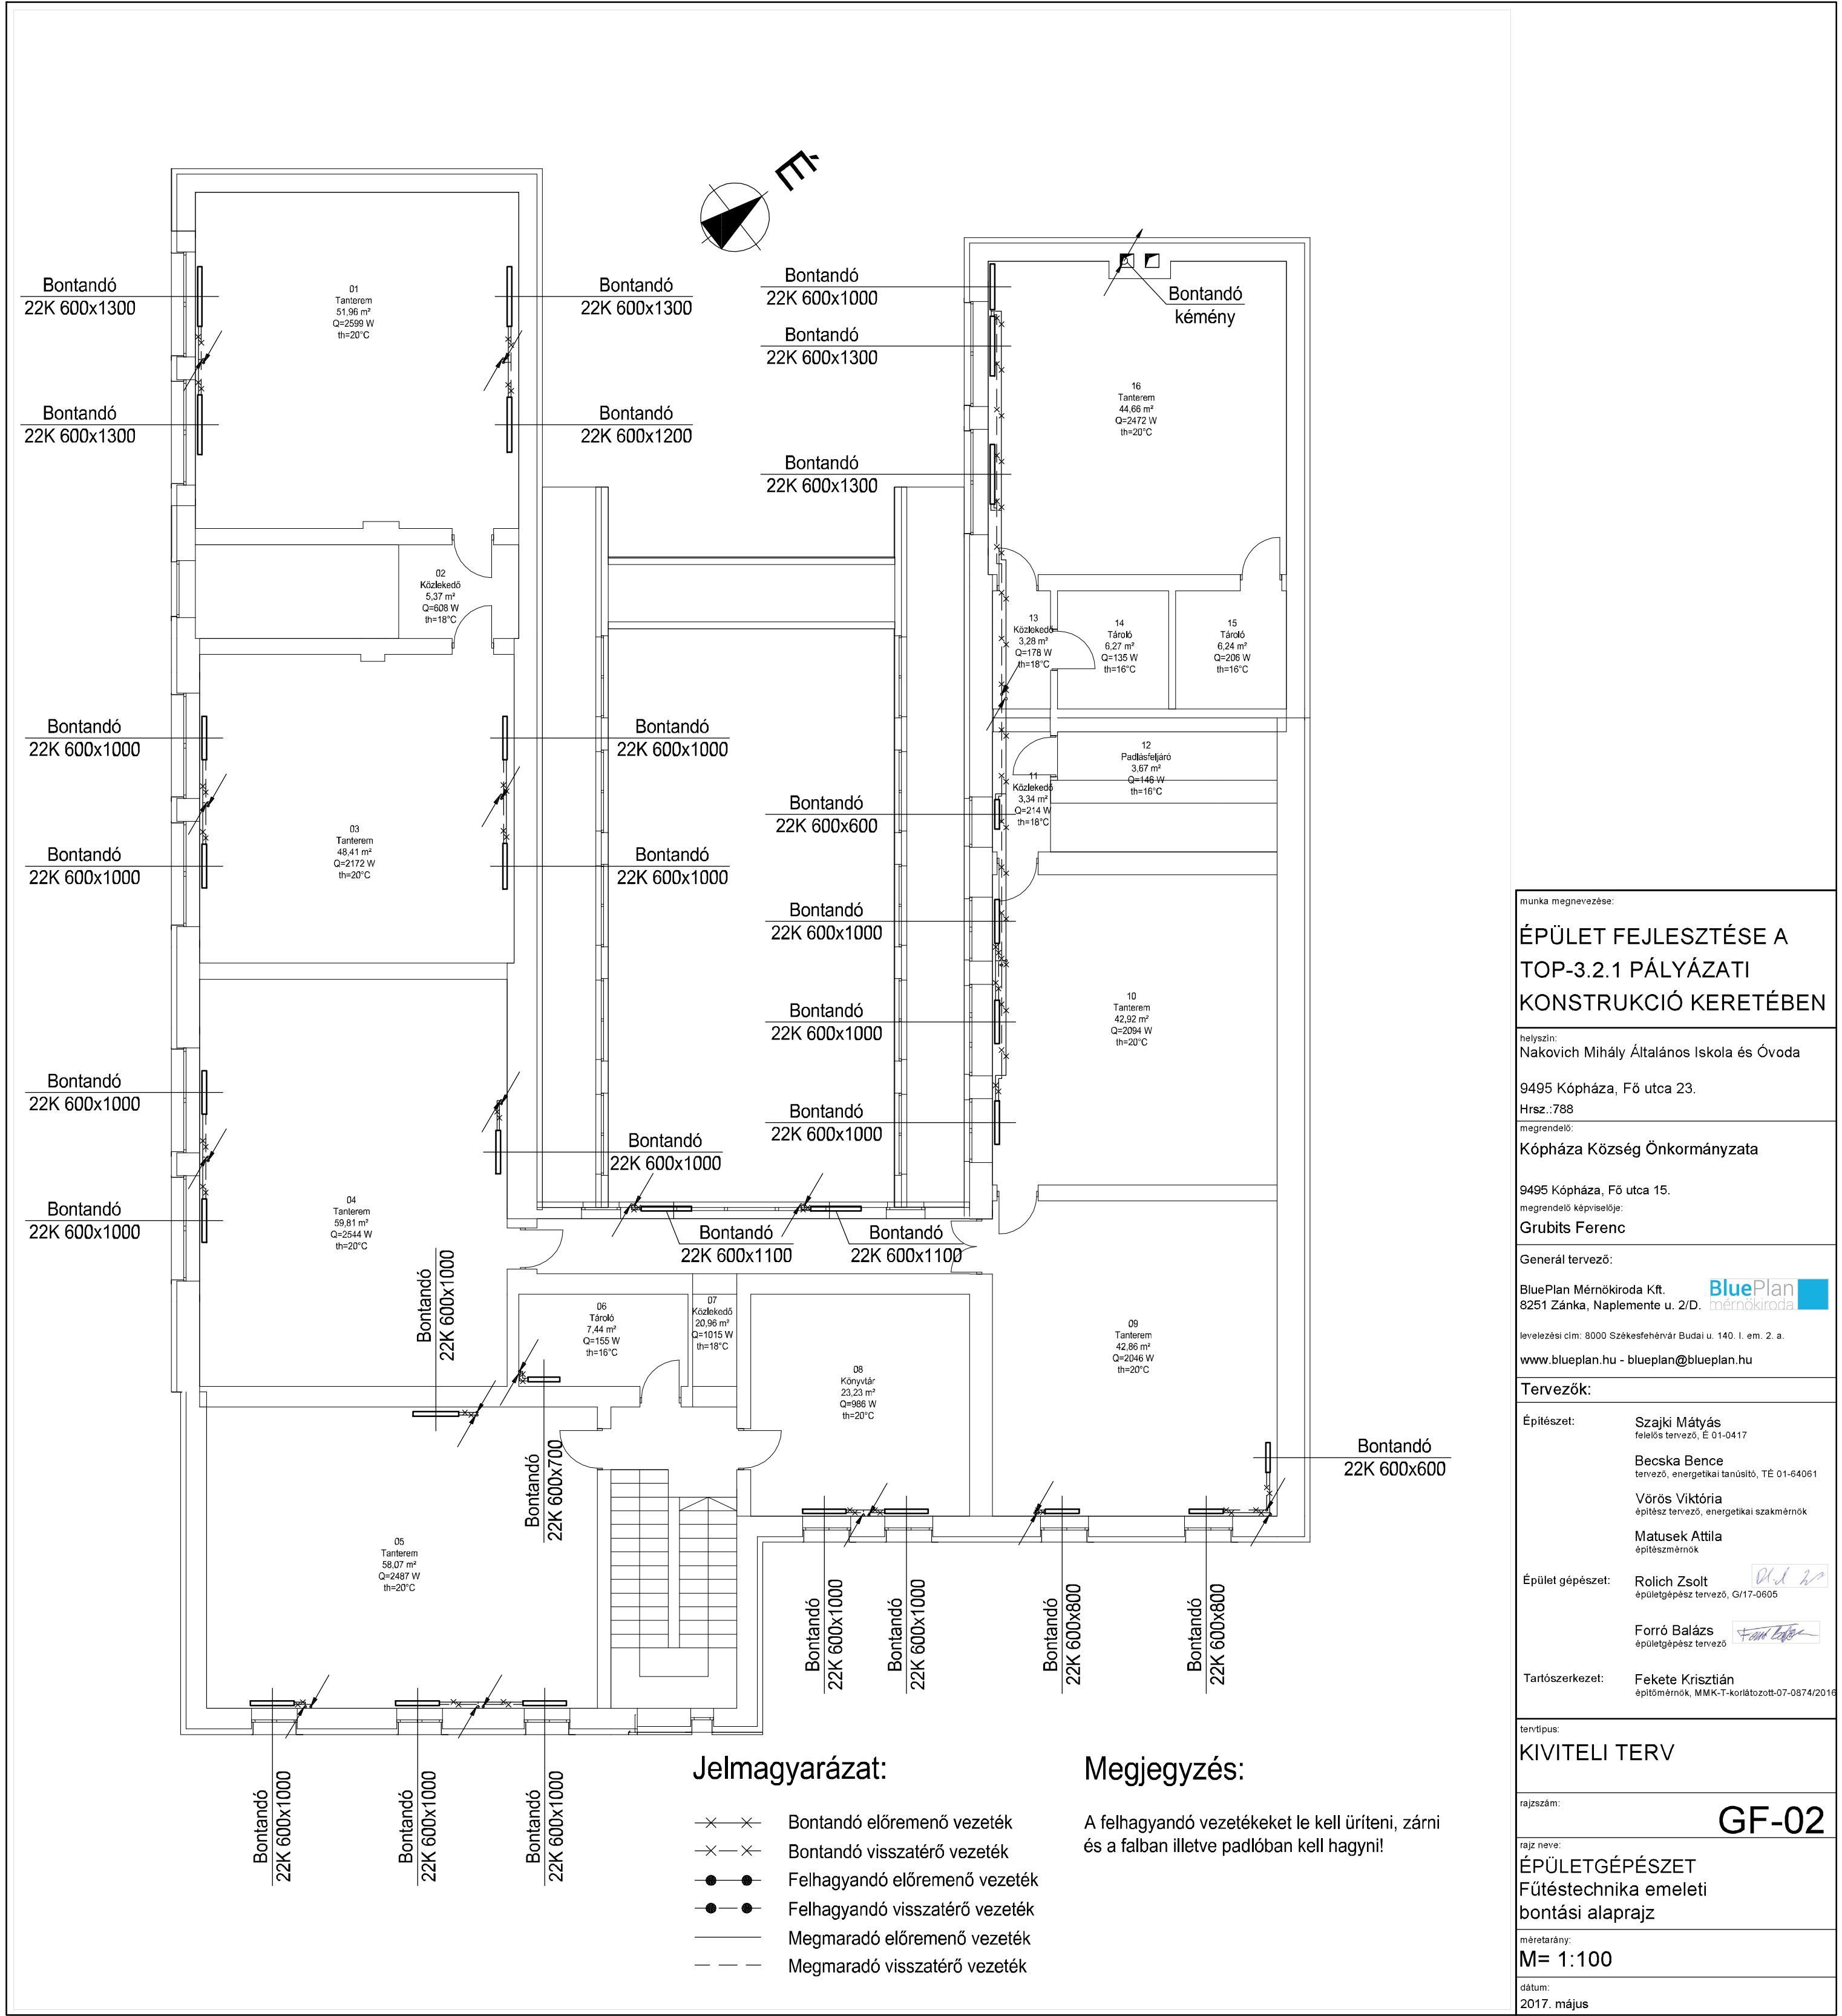 É
Bontandó
22K 600x1300
01
Tanterem
51,96 m²
Q=2599 W
th=20°C
Bontandó
22K 600x1300
Bontandó
22K 600x1300
Bontandó
22K 600x1200
Bontandó
22K 600x1000
Bontandó
22K 600x1300
Bontandó
22K 600x1300
Bontandó
kémény
16
Tanterem
44,66 m²
Q=2472 W
th=20°C
02
Közlekedő
5,37 m²
Q=608 W
th=18°C
13
Közlekedő
3,28 m²
Q=178 W
th=18°C
14
Tároló
6,27 m²
Q=135 W
th=16°C
15
Tároló
6,24 m²
Q=206 W
th=16°C
Bontandó
22K 600x1000
Bontandó
22K 600x1000
03
Tanterem
48,41 m²
Q=2172 W
th=20°C
Bontandó
22K 600x1000
Bontandó
22K 600x1000
12
Padlásfeljáró
3,67 m²
Q=146 W
th=16°C
11
Közlekedő
3,34 m²
Q=214 W
th=18°C
Bontandó
22K 600x600
Bontandó
22K 600x1000
Bontandó
22K 600x1000
Bontandó
22K 600x1000
10
Tanterem
42,92 m²
Q=2094 W
th=20°C
Bontandó
22K 600x1000
Bontandó
22K 600x1000
Bontandó
22K 600x1000
04
Tanterem
59,81 m²
Q=2544 W
th=20°C
Bontandó
22K 600x1100
Bontandó
22K 600x1100
Bontandó
22K 600x1000
06
Tároló
7,44 m²
Q=155 W
th=16°C
07
Közlekedő
20,96 m²
Q=1015 W
th=18°C
08
Könyvtár
23,23 m²
Q=986 W
th=20°C
09
Tanterem
42,86 m²
Q=2046 W
th=20°C
Bontandó
22K 600x600
Bontandó
22K 600x700
05
Tanterem
58,07 m²
Q=2487 W
th=20°C
Bontandó
22K 600x1000
Bontandó
22K 600x1000
Bontandó
22K 600x800
Bontandó
22K 600x800
Bontandó
22K 600x1000
Bontandó
22K 600x1000
Bontandó
22K 600x1000
Jelmagyarázat:
Bontandó előremenő vezeték
Bontandó visszatérő vezeték
Felhagyandó előremenő vezeték
Felhagyandó visszatérő vezeték
Megmaradó előremenő vezeték
Megmaradó visszatérő vezeték
Megjegyzés:
A felhagyandó vezetékeket le kell üríteni, zárni
és a falban illetve padlóban kell hagyni!
munka megnevezése:
ÉPÜLET FEJLESZTÉSE A
TOP-3.2.1 PÁLYÁZATI
KONSTRUKCIÓ KERETÉBEN
helyszín:
Nakovich Mihály Általános Iskola és Óvoda
9495 Kópháza, Fő utca 23.
Hrsz.:788
megrendelő:
Kópháza Község Önkormányzata
9495 Kópháza, Fő utca 15.
megrendelő képviselője:
Grubits Ferenc
Generál tervező:
BluePlan Mérnökiroda Kft.
8251 Zánka, Naplemente u. 2/D.
BluePlan
mérnökiroda
levelezési cím: 8000 Székesfehérvár Budai u. 140. I. em. 2. a.
www.blueplan.hu - blueplan@blueplan.hu
Tervezők:
Építészet:
Szajki Mátyás
felelős tervező, É 01-0417
Becska Bence
tervező, energetikai tanúsító, TÉ 01-64061
Vörös Viktória
építész tervező, energetikai szakmérnök
Matusek Attila
építészmérnök
Épület gépészet:
Rolich Zsolt
épületgépész tervező, G/17-0605
Forró Balázs
épületgépész tervező
Tartószerkezet:
Fekete Krisztián
építőmérnök, MMK-T-korlátozott-07-0874/2016
tervtípus:
KIVITELI TERV
rajzszám:
GF-02
rajz neve:
ÉPÜLETGÉPÉSZET
Fűtéstechnika emeleti
bontási alaprajz
méretarány:
M= 1:100
dátum:
2017. május